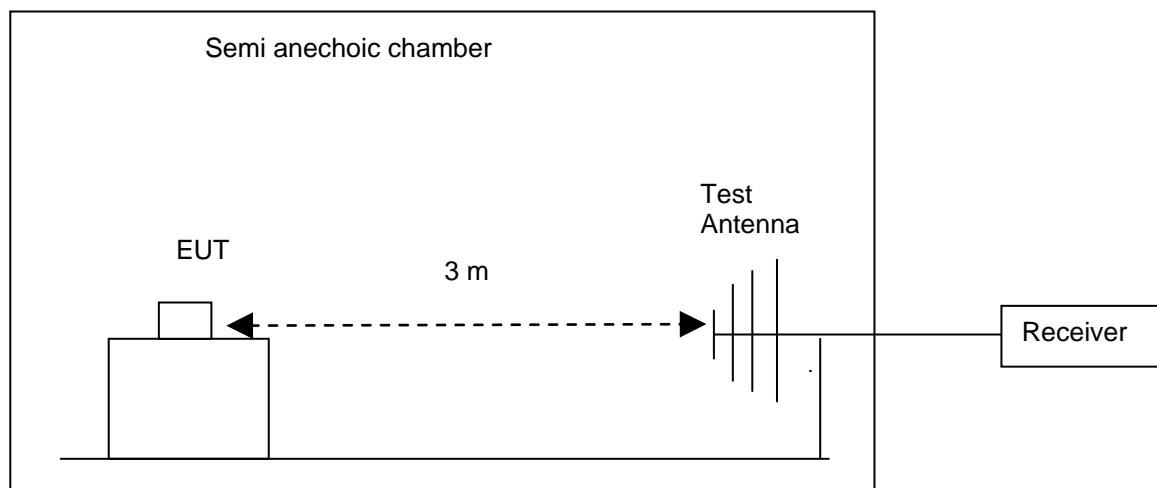 Semi anechoic chamber
Test
Antenna
EUT
3 m
Receiver